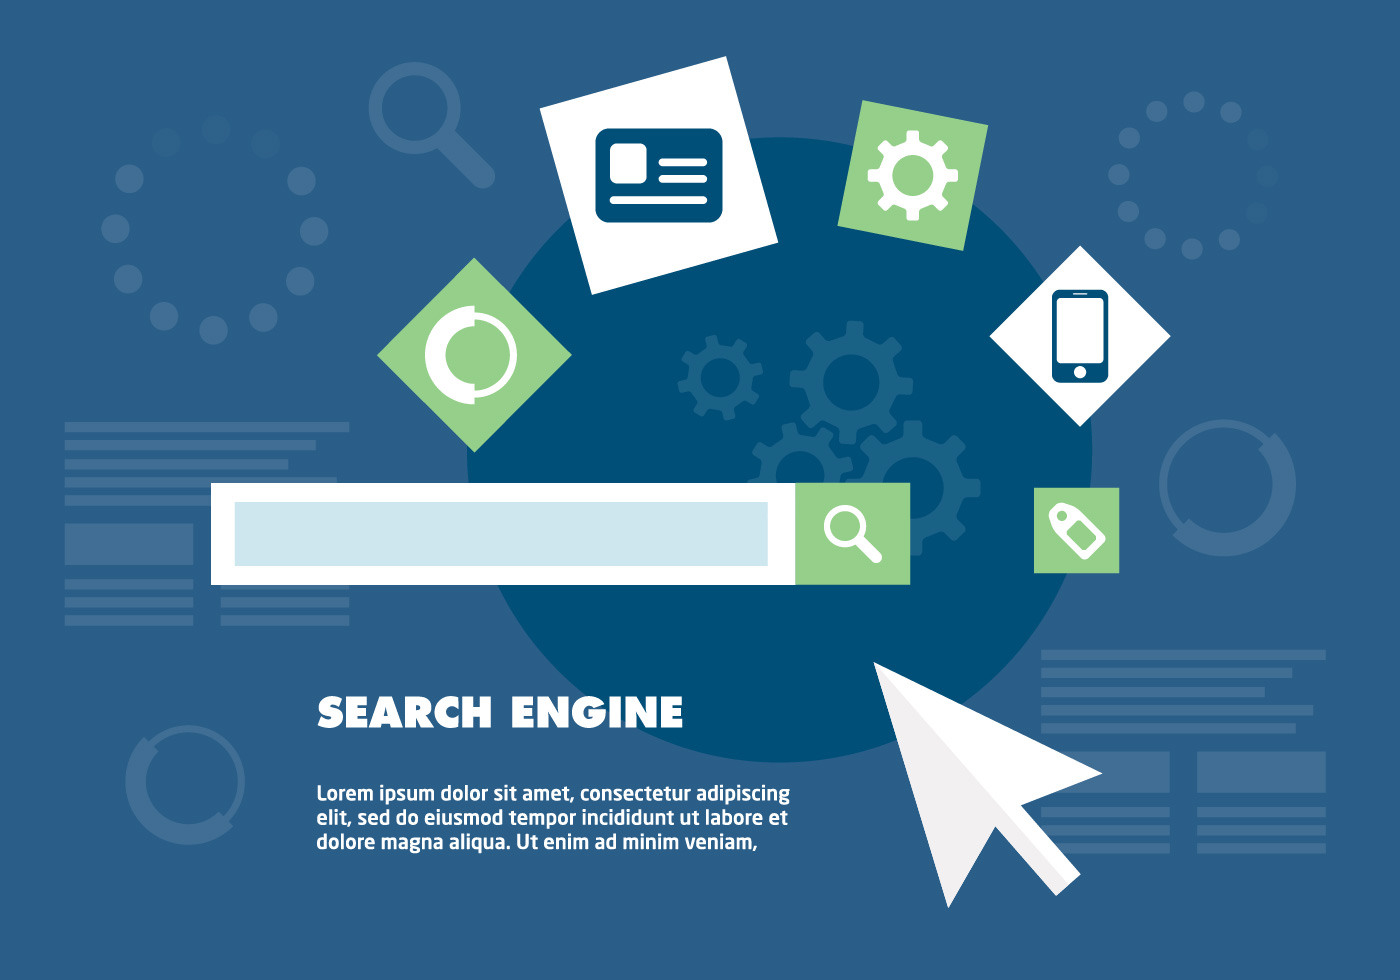 SEARCH ENGINE
Lorem ipsum dolor sit amet, consectetur adipiscing
elit, sed do eiusmod tempor incididunt ut labore et
dolore magna aliqua. Ut enim ad minim veniam,